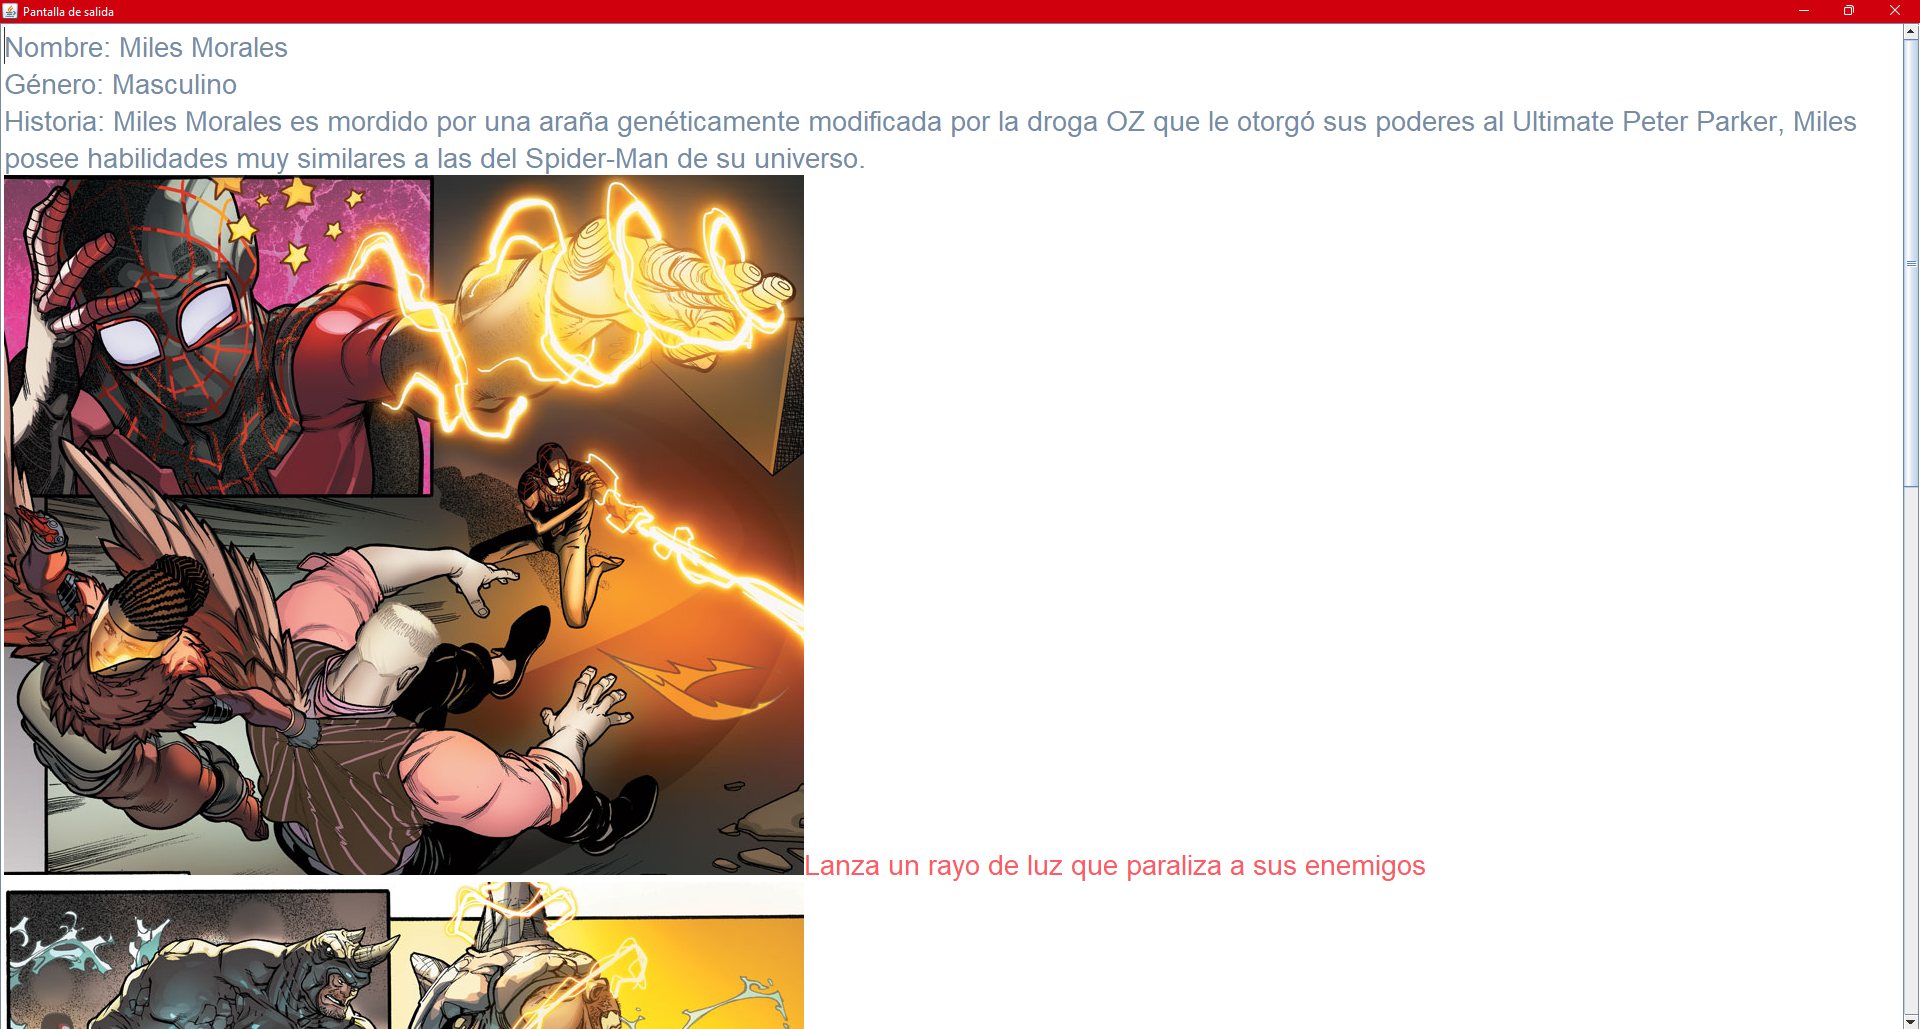 Pantalla de salida
Nombre: Miles Morales
Género: Masculino
Historia: Miles Morales es mordido por una araña genéticamente modificada por la droga OZ que le otorgó sus poderes al Ultimate Peter Parker, Miles
posee habilidades muy similares a las del Spider-Man de su universo.
Lanza un rayo de luz que paraliza a sus enemigos